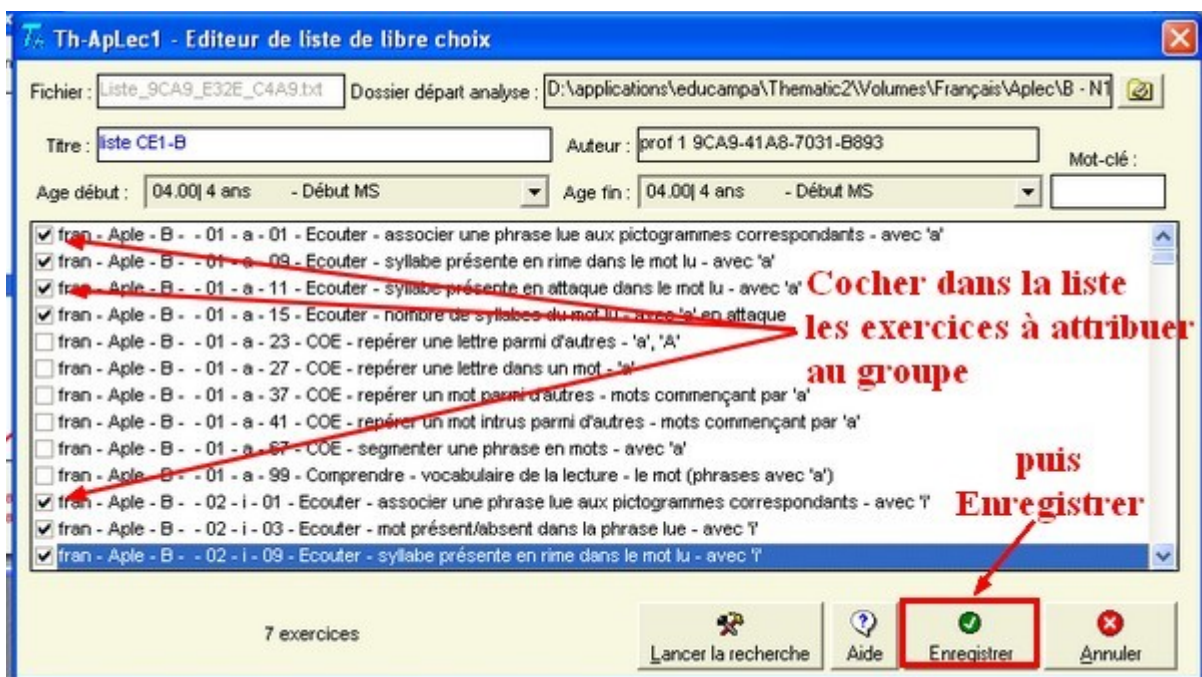 Th-ApLec1 - Editeur de liste de libre choix
Fichier : Liste_9CA9_E32E_C4A9.txt Dossier départ analyse : D:\applications\educampa\Thematic2\Volumes\Français\Aplec\B - N1
Titre : liste CE1-B Auteur : prof 1 9CA9-41A8-7031-B893 Mot-clé :
Age début : 04.00| 4 ans - Début MS Age fin : 04.00| 4 ans - Début MS
fran - Aple - B - - 01 - a - 01 - Ecouter - associer une phrase lue aux pictogrammes correspondants - avec 'a'
fran - Aple - B - - 01 - a - 09 - Ecouter - syllabe présente en rime dans le mot lu - avec 'a'
fran - Aple - B - - 01 - a - 11 - Ecouter - syllabe présente en attaque dans le mot lu - avec 'a'
fran - Aple - B - - 01 - a - 15 - Ecouter - nombre de syllabes du mot lu - avec 'a' en attaque
fran - Aple - B - - 01 - a - 23 - COE - repérer une lettre parmi d'autres - 'a', 'A'
fran - Aple - B - - 01 - a - 27 - COE - repérer une lettre dans un mot - 'a'
fran - Aple - B - - 01 - a - 37 - COE - repérer un mot parmi d'autres - mots commençant par 'a'
fran - Aple - B - - 01 - a - 41 - COE - repérer un mot intrus parmi d'autres - mots commençant par 'a'
fran - Aple - B - - 01 - a - 67 - COE - segmenter une phrase en mots - avec 'a'
fran - Aple - B - - 01 - a - 99 - Comprendre - vocabulaire de la lecture - le mot (phrases avec 'a')
fran - Aple - B - - 02 - i - 01 - Ecouter - associer une phrase lue aux pictogrammes correspondants - avec 'i'
fran - Aple - B - - 02 - i - 03 - Ecouter - mot présent/absent dans la phrase lue - avec 'i'
fran - Aple - B - - 02 - i - 09 - Ecouter - syllabe présente en rime dans le mot lu - avec 'i'
Cocher dans la liste
les exercices à attribuer
au groupe
puis
Enregistrer
7 exercices
Lancer la recherche Aide Enregistrer Annuler